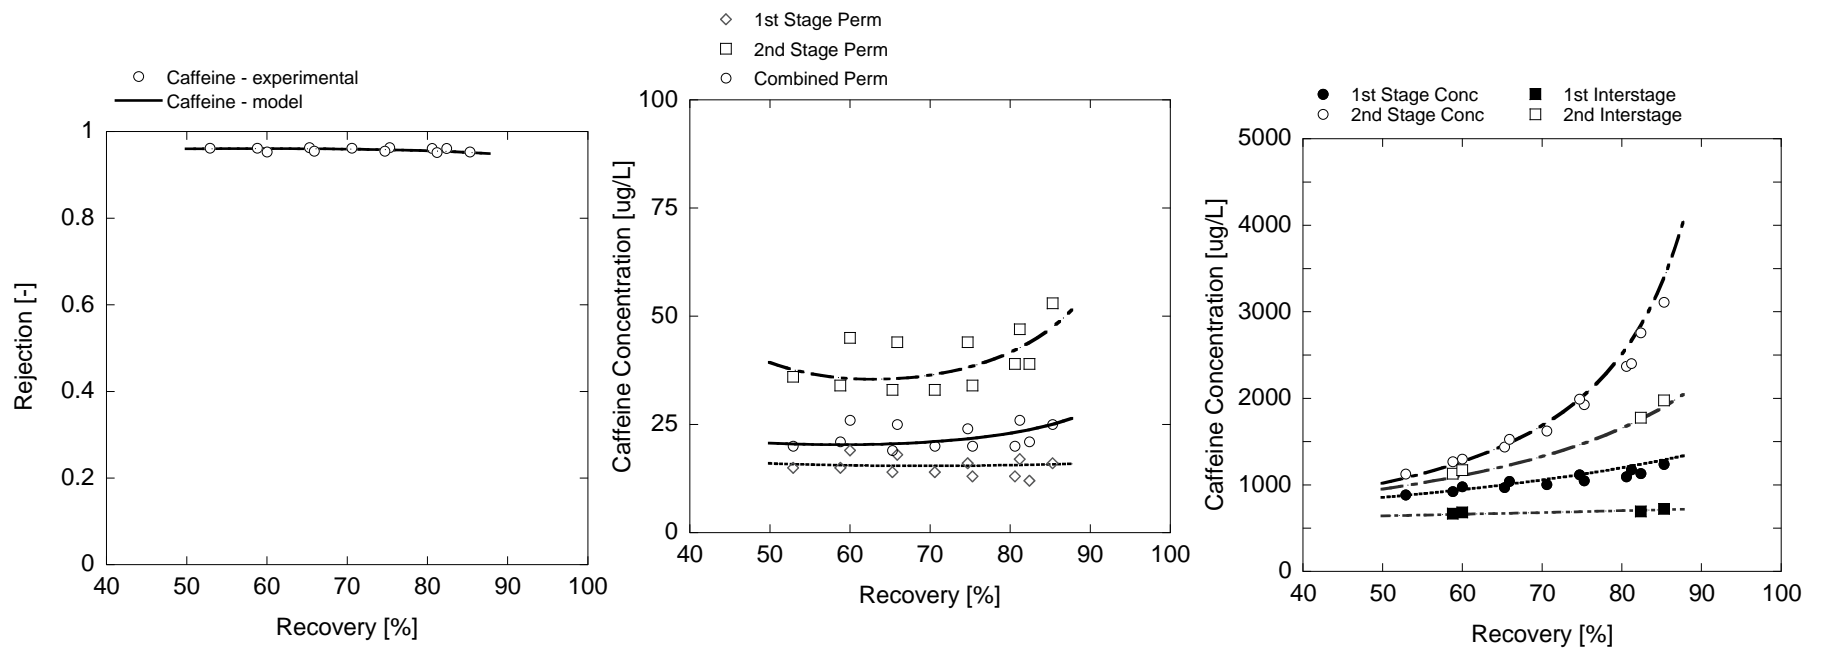 Caffeine - experimental
Caffeine - model
1
0.8
0.6
0.4
0.2
0
40 50 60 70 80 90 100
Rejection [-]
Recovery [%]
1st Stage Perm
2nd Stage Perm
Combined Perm
100
75
50
25
0
40 50 60 70 80 90 100
Caffeine Concentration [ug/L]
Recovery [%]
1st Stage Conc 1st Interstage
2nd Stage Conc 2nd Interstage
5000
4000
3000
2000
1000
0
40 50 60 70 80 90 100
Caffeine Concentration [ug/L]
Recovery [%]